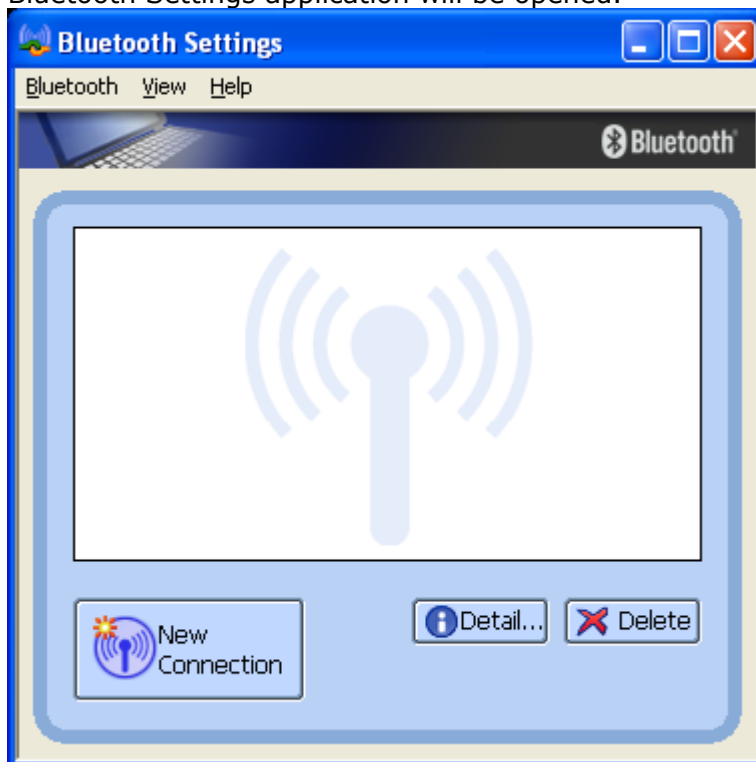 Bluetooth Settings application will be opened.
Bluetooth Settings
Bluetooth View Help
Bluetooth
New
Connection
Detail...
Delete